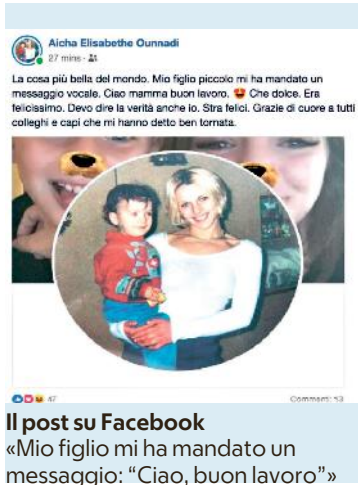 Aicha Elisabethe Ounnadi
27 mins ·
La cosa più bella del mondo. Mio figlio piccolo mi ha mandato un
messaggio vocale. Ciao mamma buon lavoro. 😍 Che dolce. Era
felicissimo. Devo dire la verità anche io. Stra felici. Grazie di cuore a tutti
colleghi e capi che mi hanno detto ben tornata.
47
Commenti: 53
Il post su Facebook
«Mio figlio mi ha mandato un
messaggio: “Ciao, buon lavoro”»